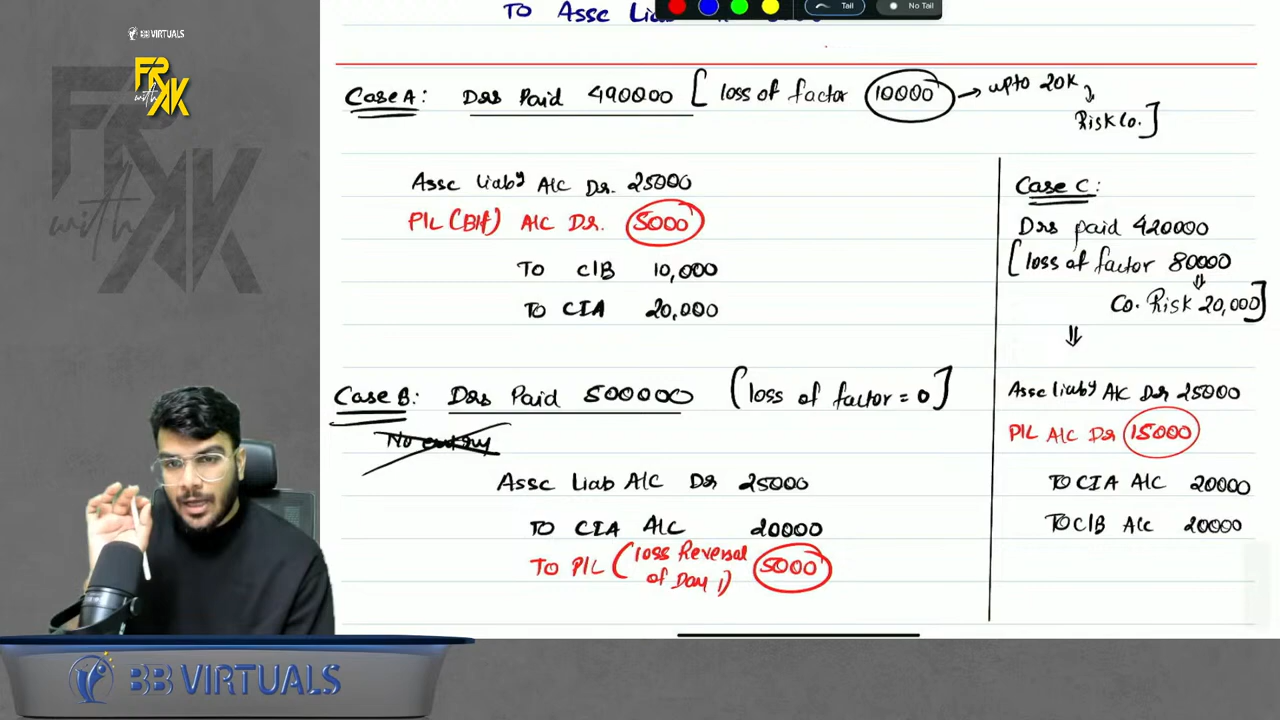 To Assc Liab
Tail
No Tail
BB VIRTUALS
FR
with
AK
Case A: Drs Paid 490000 [loss of factor 10000 → upto 20K
Risk Co.]
Assc Liaby A/c Dr. 25000
P/L (B/f) A/c Dr. 5000
To C/B 10,000
To CIA 20,000
Case B: Drs Paid 500000 (loss of factor = 0]
No entry
Assc Liab A/c Dr 25000
To CIA A/c 20000
To P/L (loss Reversal of Day 1) 5000
Case C:
Drs paid 420000
[loss of factor 80000
⇓
Co. Risk 20,000]
⇓
Assc liaby A/c Dr 25000
P/L A/c Dr 15000
To CIA A/c 20000
To C/B A/c 20000
BB VIRTUALS